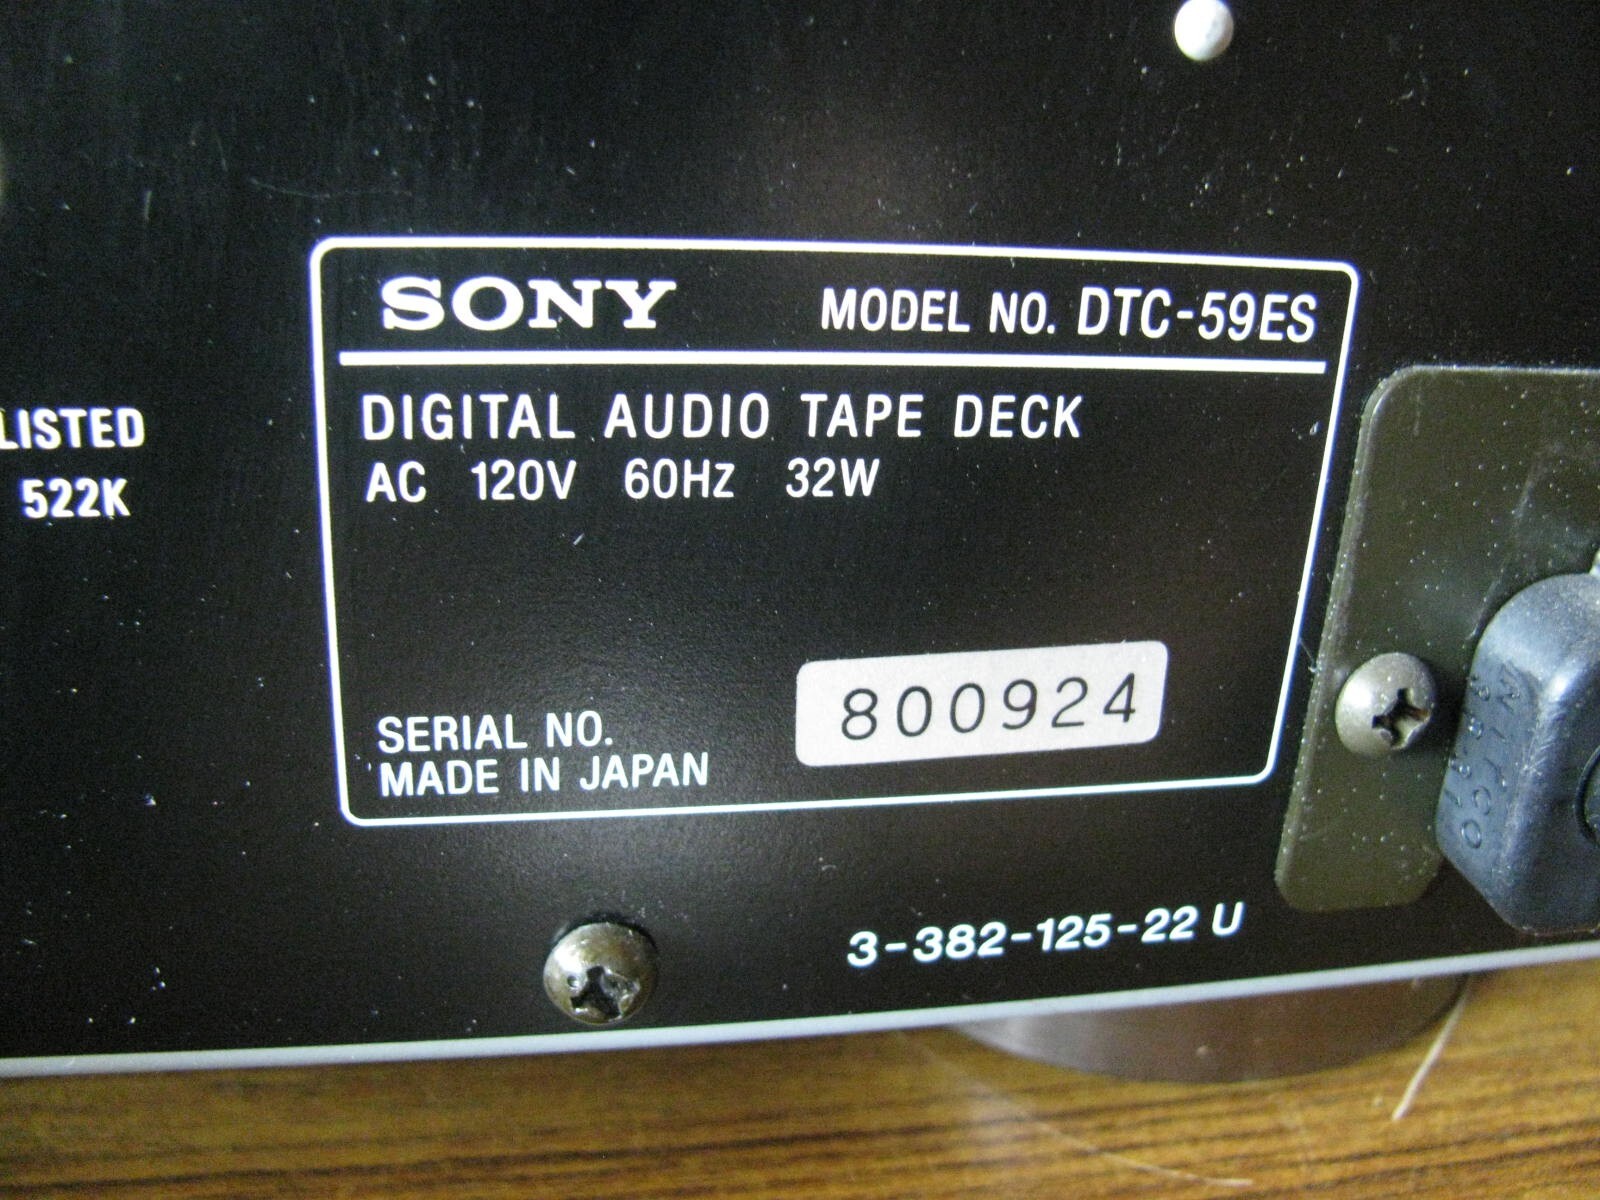 SONY MODEL NO. DTC-59ES
DIGITAL AUDIO TAPE DECK
AC 120V 60Hz 32W
LISTED
522K
SERIAL NO. 800924
MADE IN JAPAN
3-382-125-22 U